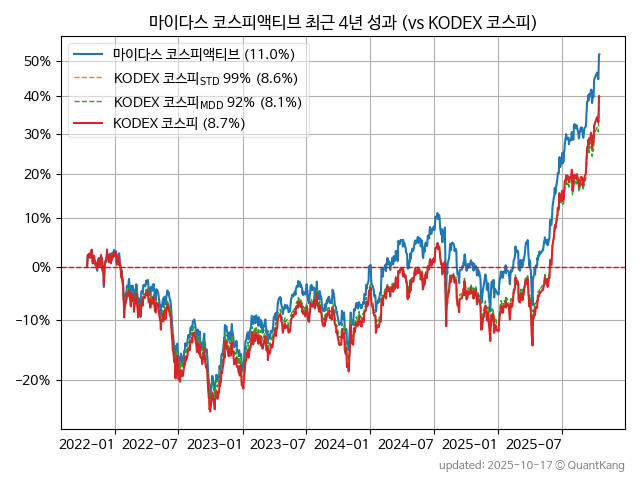 마이다스 코스피액티브 최근 4년 성과 (vs KODEX 코스피)
마이다스 코스피액티브 (11.0%)
KODEX 코스피STD 99% (8.6%)
KODEX 코스피MDD 92% (8.1%)
KODEX 코스피 (8.7%)
50%
40%
30%
20%
10%
0%
−10%
−20%
2022-01 2022-07 2023-01 2023-07 2024-01 2024-07 2025-01 2025-07
updated: 2025-10-17 ⓒ QuantKang